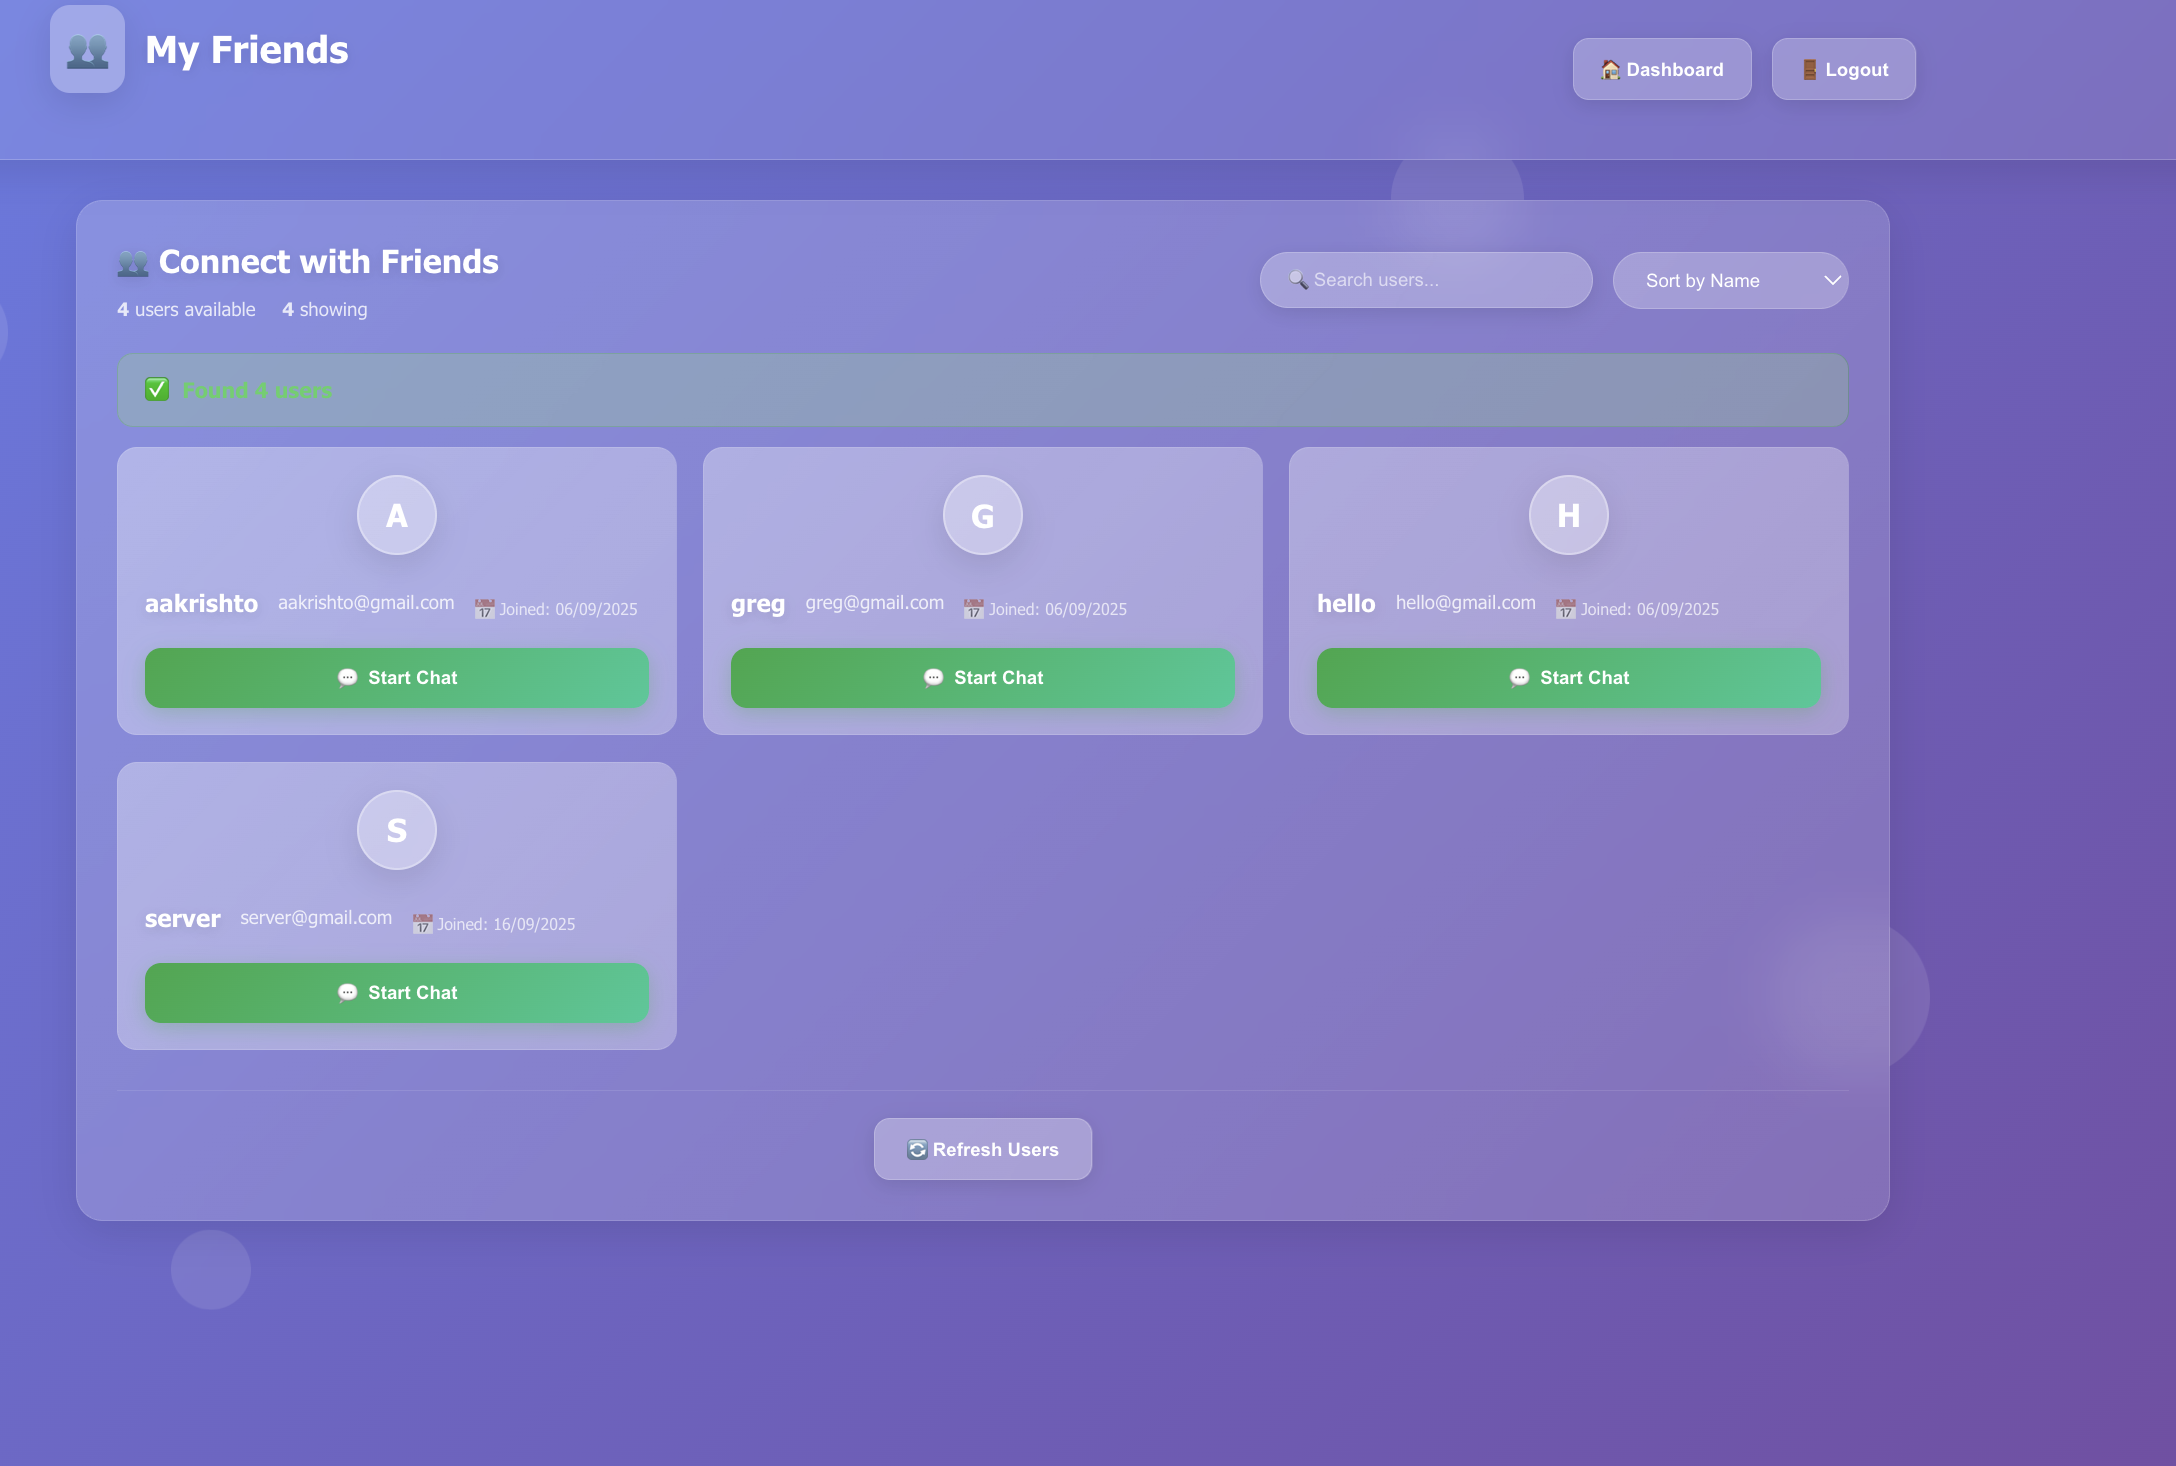 My Friends
🏠 Dashboard
🚪 Logout
👥 Connect with Friends
4 users available 4 showing
🔍 Search users...
Sort by Name
✅ Found 4 users
A
aakrishto aakrishto@gmail.com 📅 Joined: 06/09/2025
💬 Start Chat
G
greg greg@gmail.com 📅 Joined: 06/09/2025
💬 Start Chat
H
hello hello@gmail.com 📅 Joined: 06/09/2025
💬 Start Chat
S
server server@gmail.com 📅 Joined: 16/09/2025
💬 Start Chat
🔄 Refresh Users